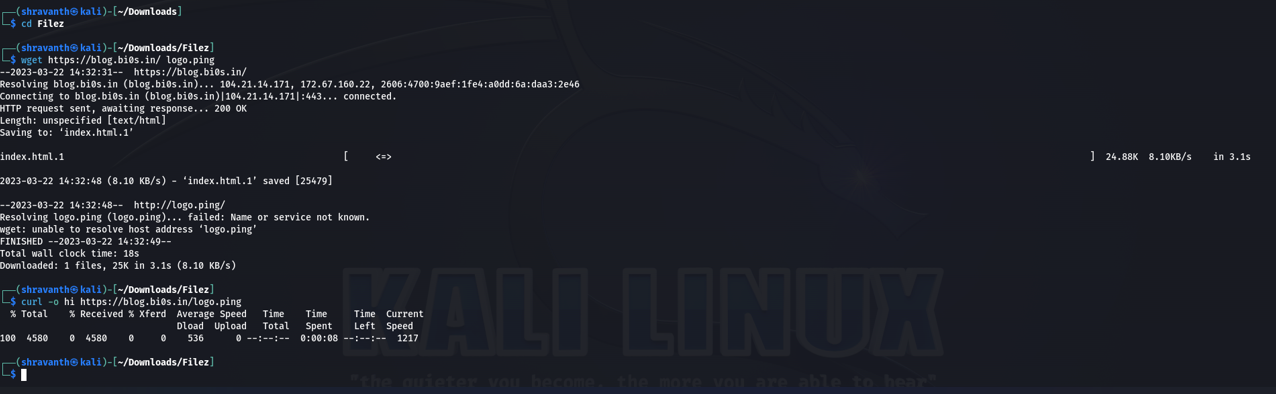 ┌──(shravanth㉿kali)-[~/Downloads]
└─$ cd Filez
┌──(shravanth㉿kali)-[~/Downloads/Filez]
└─$ wget https://blog.bi0s.in/ logo.ping
--2023-03-22 14:32:31--  https://blog.bi0s.in/
Resolving blog.bi0s.in (blog.bi0s.in)... 104.21.14.171, 172.67.160.22, 2606:4700:9aef:1fe4:a0dd:6a:daa3:2e46
Connecting to blog.bi0s.in (blog.bi0s.in)|104.21.14.171|:443... connected.
HTTP request sent, awaiting response... 200 OK
Length: unspecified [text/html]
Saving to: ‘index.html.1’
index.html.1 [ <=> ] 24.88K 8.10KB/s in 3.1s
2023-03-22 14:32:48 (8.10 KB/s) - ‘index.html.1’ saved [25479]
--2023-03-22 14:32:48--  http://logo.ping/
Resolving logo.ping (logo.ping)... failed: Name or service not known.
wget: unable to resolve host address ‘logo.ping’
FINISHED --2023-03-22 14:32:49--
Total wall clock time: 18s
Downloaded: 1 files, 25K in 3.1s (8.10 KB/s)
┌──(shravanth㉿kali)-[~/Downloads/Filez]
└─$ curl -o hi https://blog.bi0s.in/logo.ping
% Total % Received % Xferd Average Speed Time Time Time Current
Dload Upload Total Spent Left Speed
100 4580 0 4580 0 0 536 0 --:--:-- 0:00:08 --:--:-- 1217
┌──(shravanth㉿kali)-[~/Downloads/Filez]
└─$
KALI LINUX
"the quieter you become, the more you are able to hear"